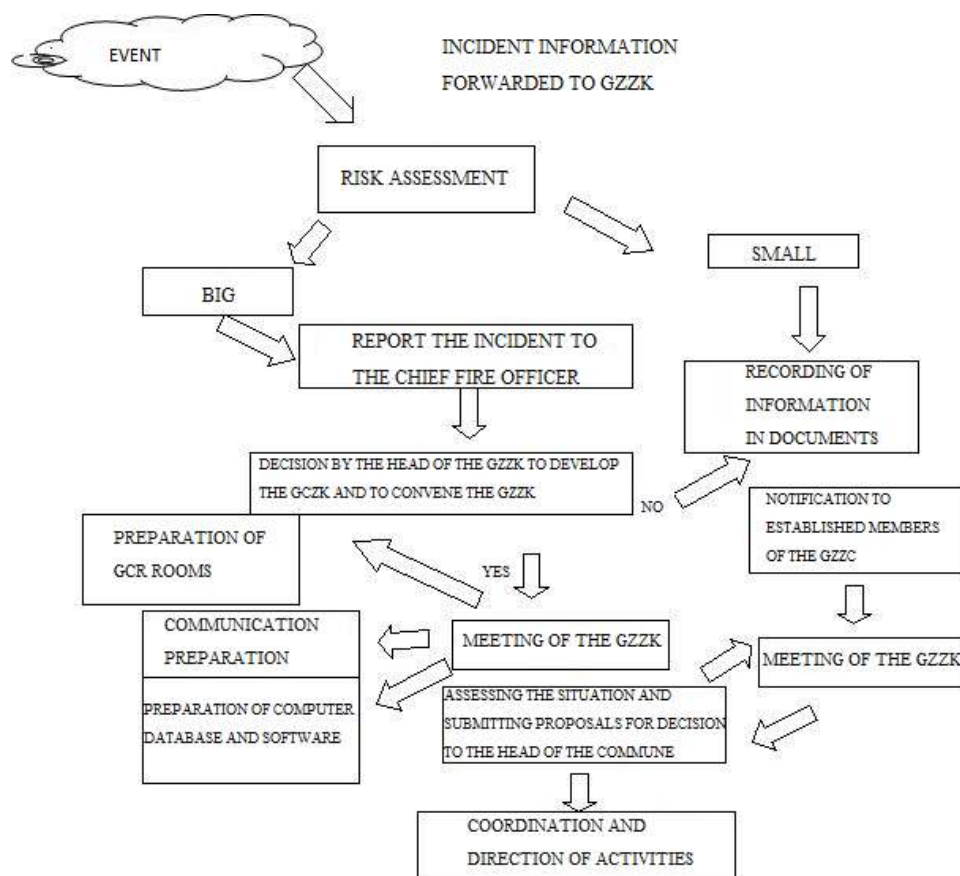 EVENT
INCIDENT INFORMATION
FORWARDED TO GZZK
RISK ASSESSMENT
SMALL
BIG
REPORT THE INCIDENT TO
THE CHIEF FIRE OFFICER
RECORDING OF
INFORMATION
IN DOCUMENTS
DECISION BY THE HEAD OF THE GZZK TO DEVELOP
THE GCZK AND TO CONVENE THE GZZK
NO
NOTIFICATION TO
ESTABLISHED MEMBERS
OF THE GZZC
PREPARATION OF
GCR ROOMS
YES
COMMUNICATION
PREPARATION
MEETING OF THE GZZK
MEETING OF THE GZZK
PREPARATION OF COMPUTER
DATABASE AND SOFTWARE
ASSESSING THE SITUATION AND
SUBMITTING PROPOSALS FOR DECISION
TO THE HEAD OF THE COMMUNE
COORDINATION AND
DIRECTION OF ACTIVITIES